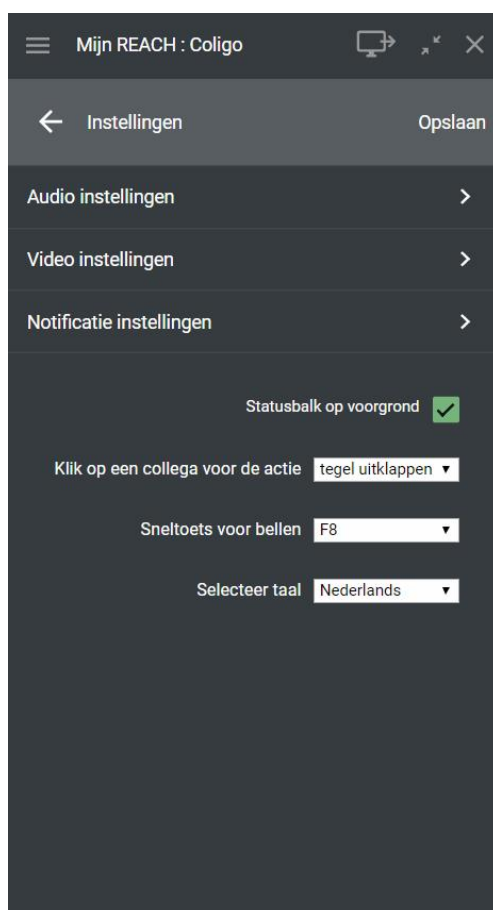 Mijn REACH : Coligo
Instellingen Opslaan
Audio instellingen
Video instellingen
Notificatie instellingen
Statusbalk op voorgrond
Klik op een collega voor de actie tegel uitklappen
Sneltoets voor bellen F8
Selecteer taal Nederlands